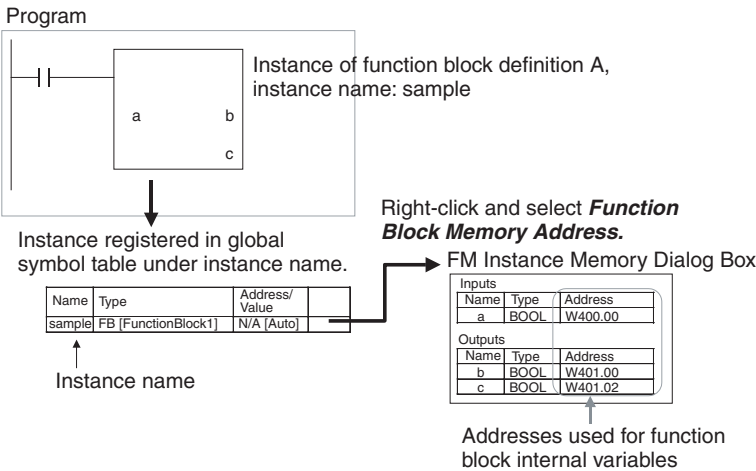 Program
Instance of function block definition A,
instance name: sample
a b
c
Instance registered in global
symbol table under instance name.
Name Type Address/
Value
sample FB [FunctionBlock1] N/A [Auto]
Instance name
Right-click and select Function
Block Memory Address.
FM Instance Memory Dialog Box
Inputs
Name Type Address
a BOOL W400.00
Outputs
Name Type Address
b BOOL W401.00
c BOOL W401.02
Addresses used for function
block internal variables